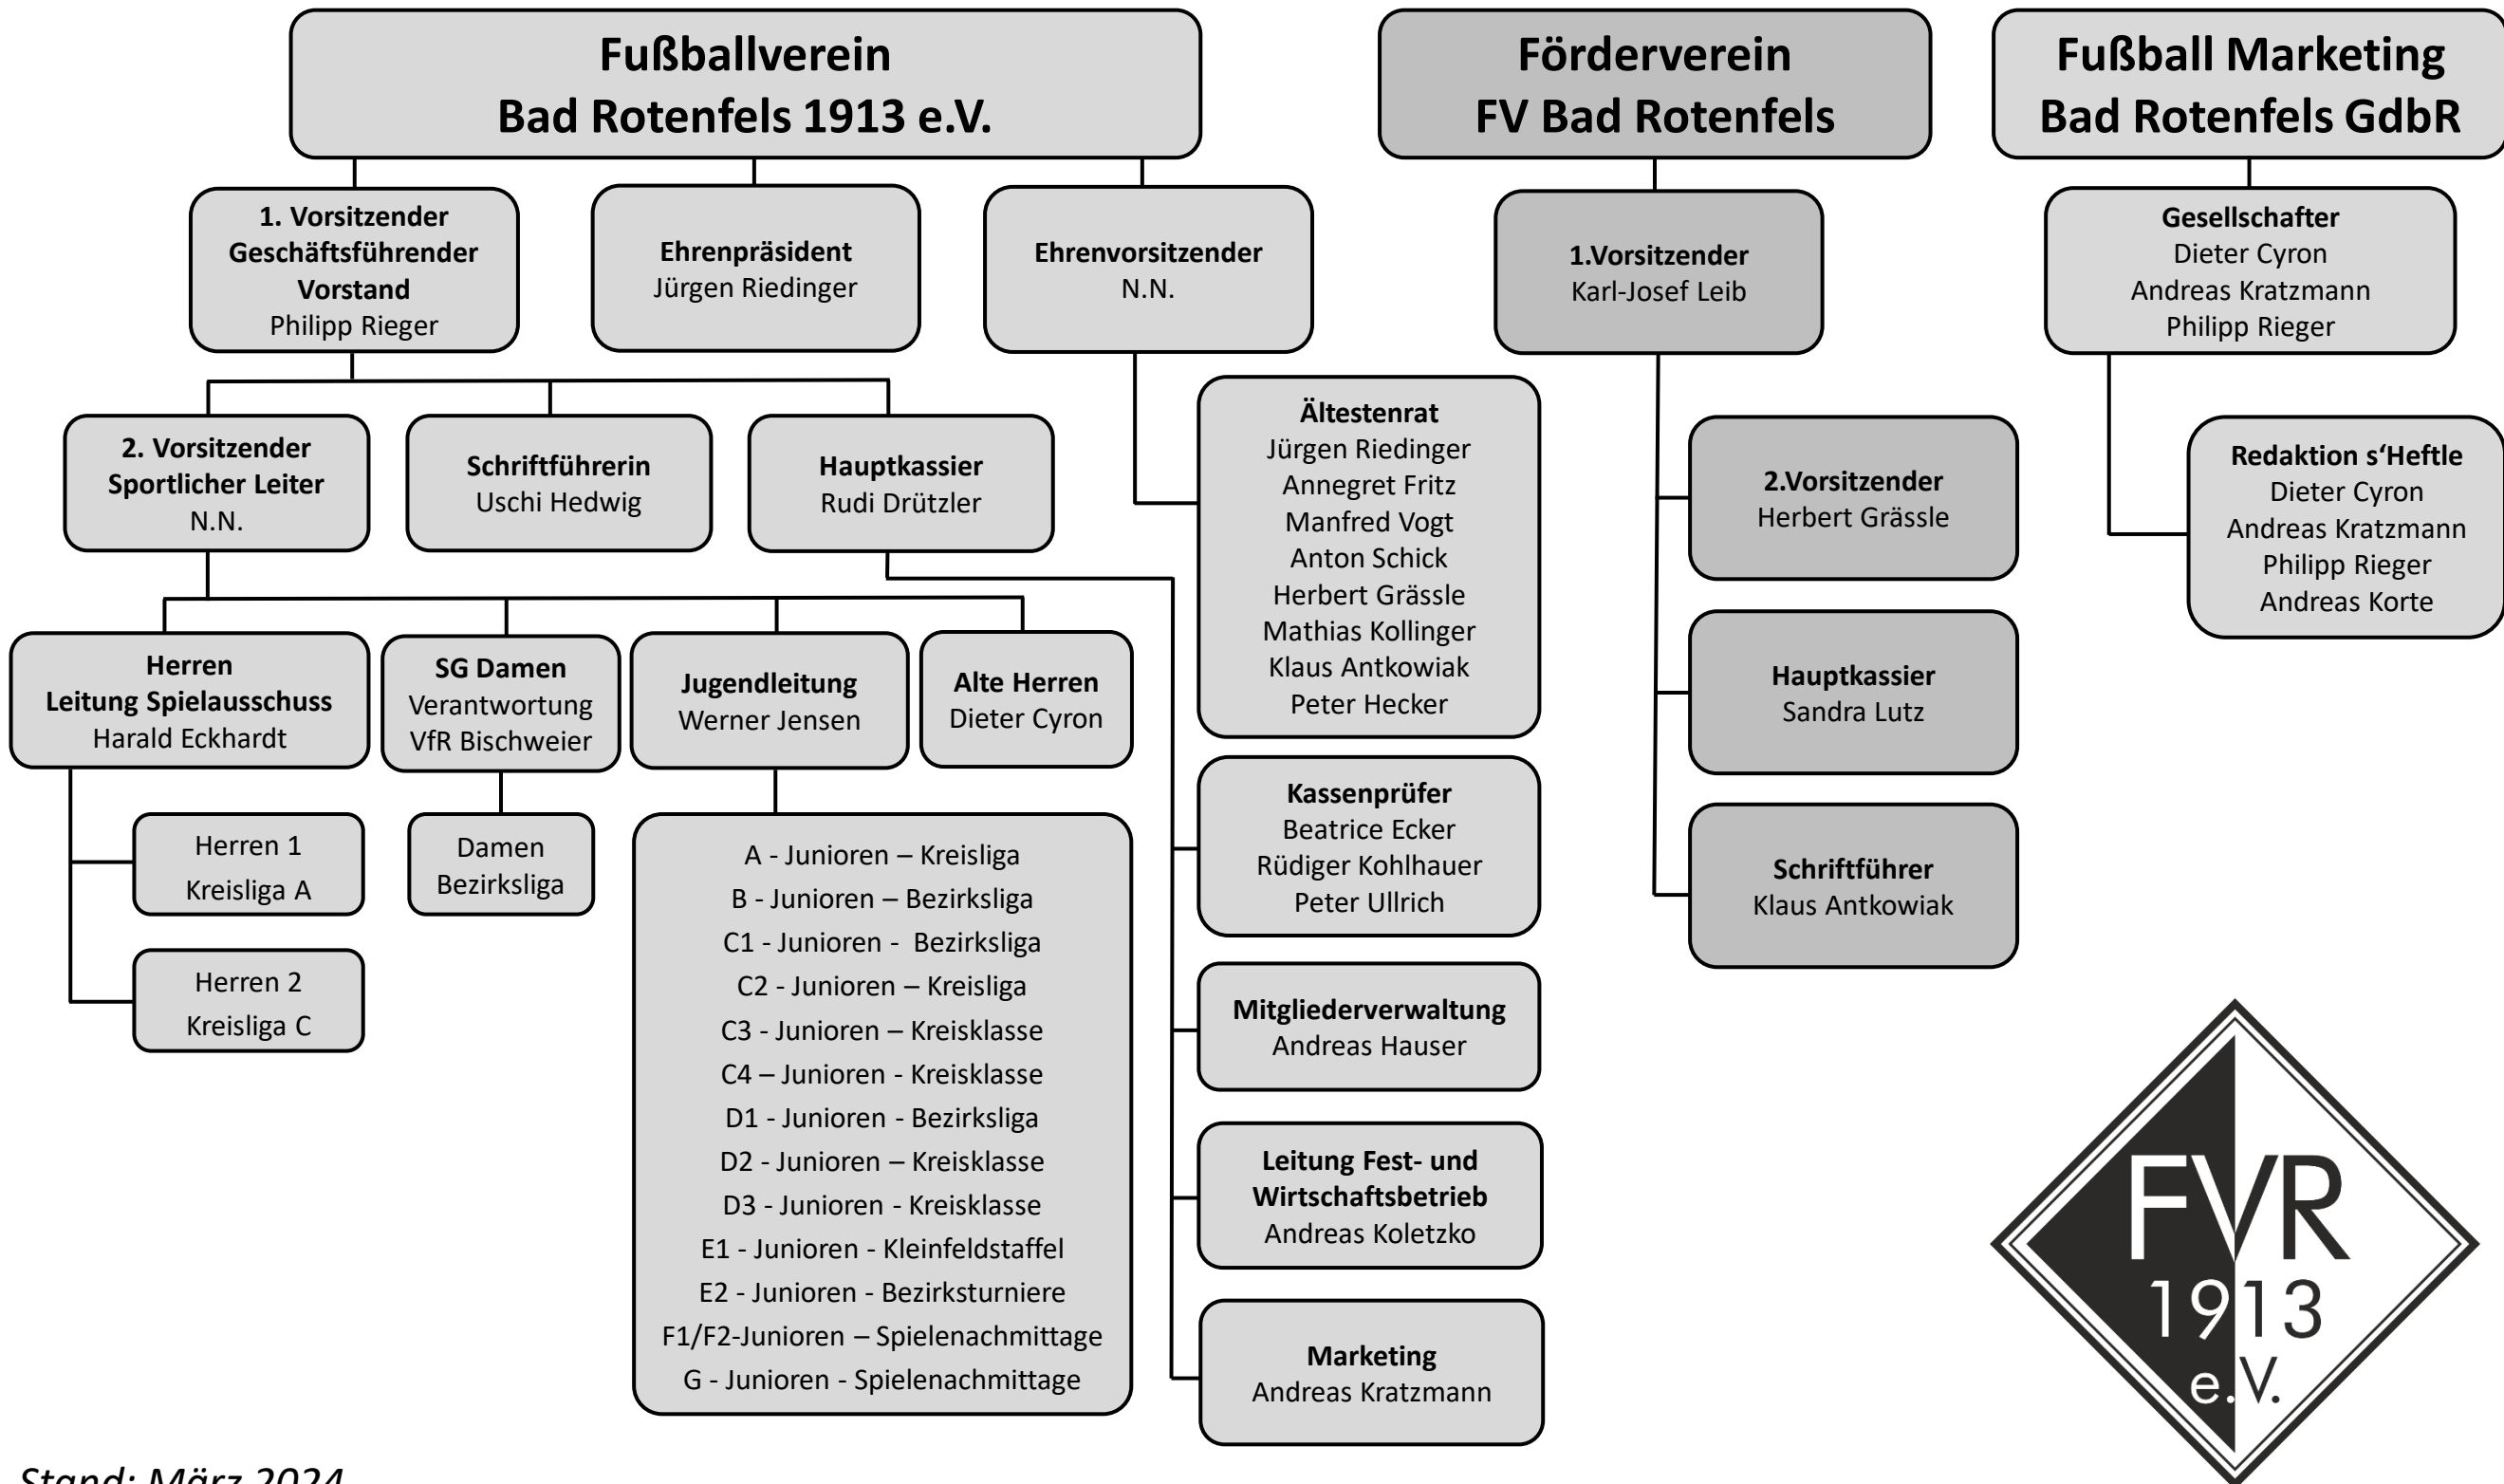 Fußballverein
Bad Rotenfels 1913 e.V.
Förderverein
FV Bad Rotenfels
Fußball Marketing
Bad Rotenfels GdbR
1. Vorsitzender
Geschäftsführender
Vorstand
Philipp Rieger
Ehrenpräsident
Jürgen Riedinger
Ehrenvorsitzender
N.N.
1.Vorsitzender
Karl-Josef Leib
Gesellschafter
Dieter Cyron
Andreas Kratzmann
Philipp Rieger
2. Vorsitzender
Sportlicher Leiter
N.N.
Schriftführerin
Uschi Hedwig
Hauptkassier
Rudi Drützler
Ältestenrat
Jürgen Riedinger
Annegret Fritz
Manfred Vogt
Anton Schick
Herbert Grässle
Mathias Kollinger
Klaus Antkowiak
Peter Hecker
2.Vorsitzender
Herbert Grässle
Redaktion s‘Heftle
Dieter Cyron
Andreas Kratzmann
Philipp Rieger
Andreas Korte
Herren
Leitung Spielausschuss
Harald Eckhardt
SG Damen
Verantwortung
VfR Bischweier
Jugendleitung
Werner Jensen
Alte Herren
Dieter Cyron
Hauptkassier
Sandra Lutz
Herren 1
Kreisliga A
Damen
Bezirksliga
Herren 2
Kreisliga C
A - Junioren – Kreisliga
B - Junioren – Bezirksliga
C1 - Junioren -  Bezirksliga
C2 - Junioren – Kreisliga
C3 - Junioren – Kreisklasse
C4 – Junioren - Kreisklasse
D1 - Junioren - Bezirksliga
D2 - Junioren – Kreisklasse
D3 - Junioren - Kreisklasse
E1 - Junioren - Kleinfeldstaffel
E2 - Junioren - Bezirksturniere
F1/F2-Junioren – Spielenachmittage
G - Junioren - Spielenachmittage
Kassenprüfer
Beatrice Ecker
Rüdiger Kohlhauer
Peter Ullrich
Schriftführer
Klaus Antkowiak
Mitgliederverwaltung
Andreas Hauser
Leitung Fest- und
Wirtschaftsbetrieb
Andreas Koletzko
Marketing
Andreas Kratzmann
FVR
1913
e.V.
Stand: März 2024